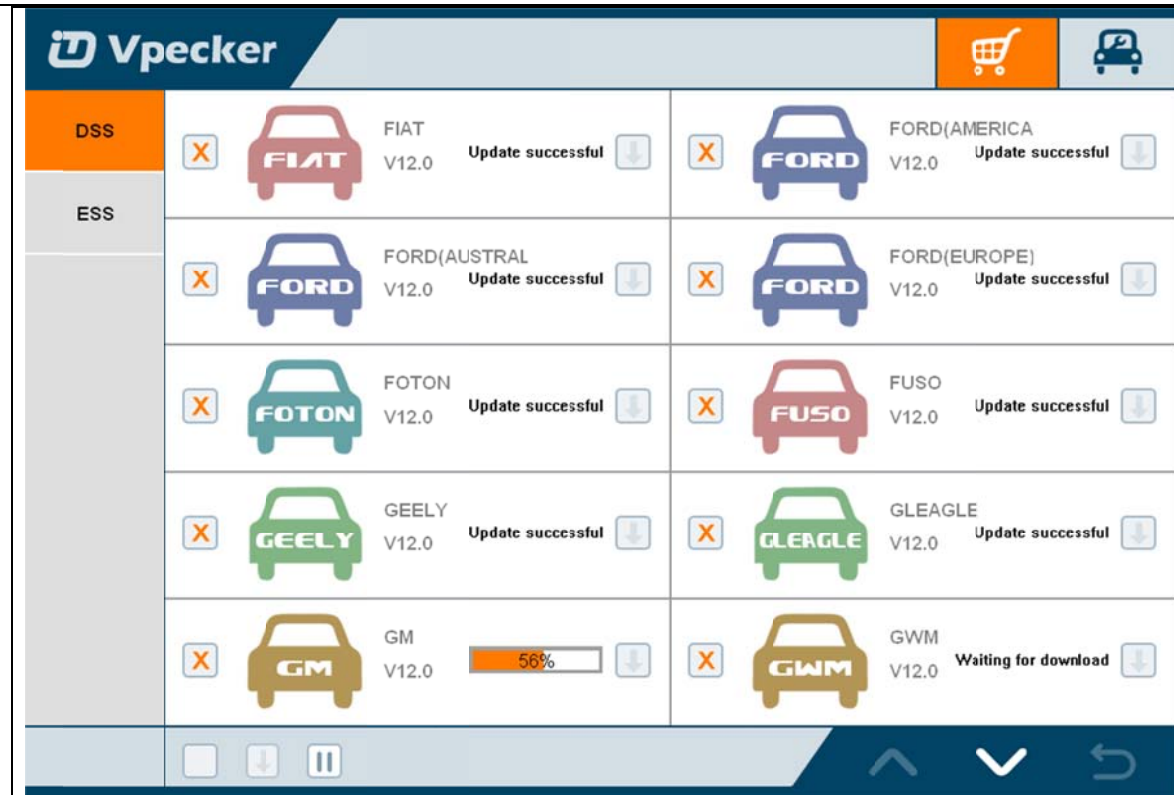 Vpecker
DSS
ESS
X
FIAT
FIAT
V12.0
Update successful
X
FORD
FORD(AMERICA
V12.0
Update successful
X
FORD
FORD(AUSTRAL
V12.0
Update successful
X
FORD
FORD(EUROPE)
V12.0
Update successful
X
FOTON
FOTON
V12.0
Update successful
X
FUSO
FUSO
V12.0
Update successful
X
GEELY
GEELY
V12.0
Update successful
X
GLEAGLE
GLEAGLE
V12.0
Update successful
X
GM
GM
V12.0
56%
X
GWM
GWM
V12.0
Waiting for download